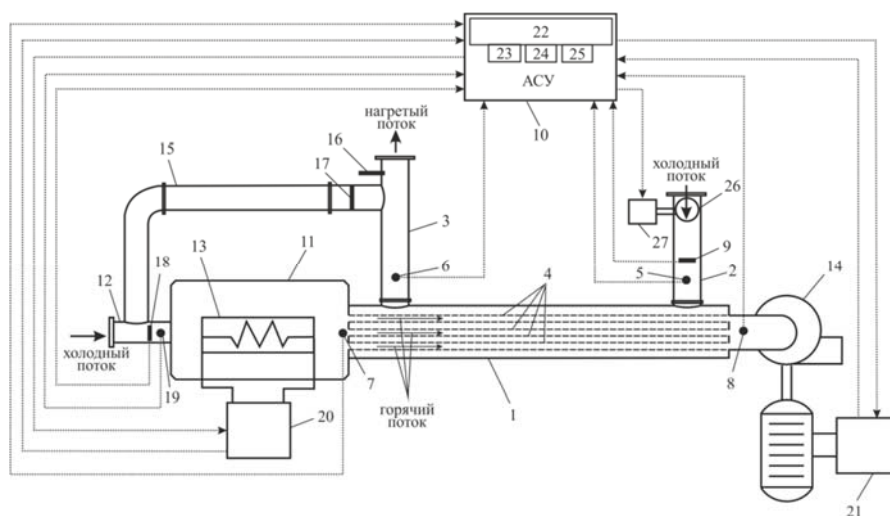 22
23 24 25
АСУ
10
нагретый
поток
16
17
15
холодный
поток
26
27
3
9
13
11
6
4
5
2
14
12
18
холодный
поток
19
7
горячий
поток
8
1
20
21